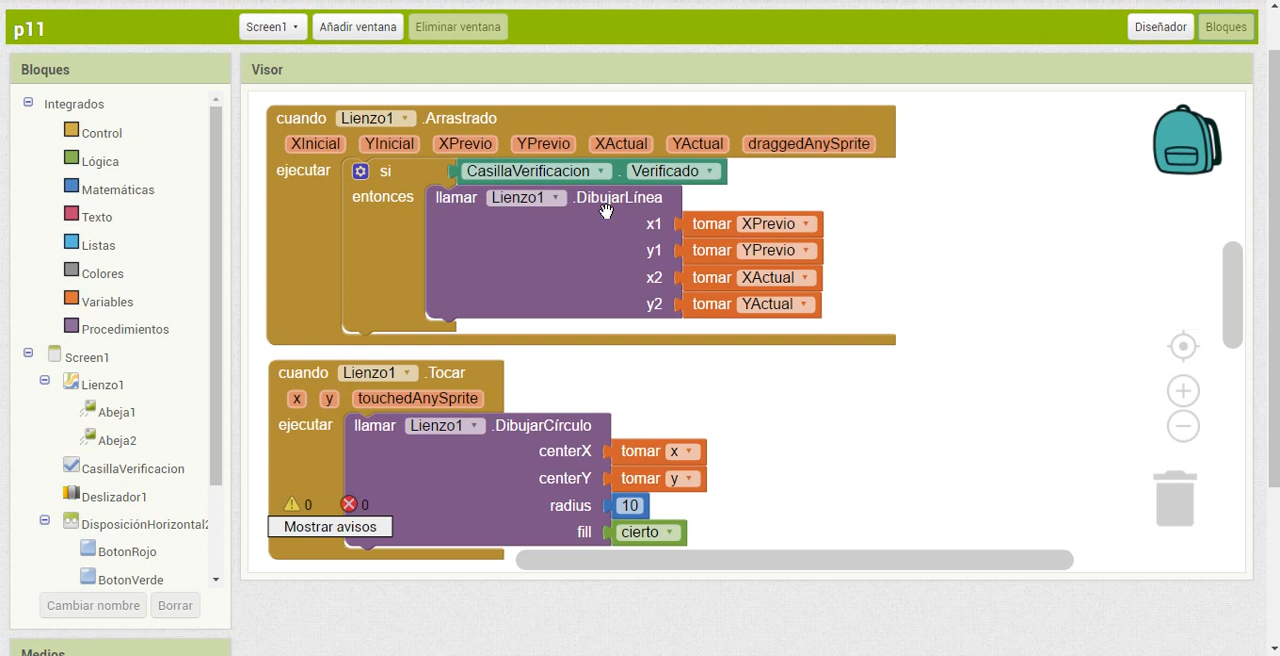 p11 Screen1 Añadir ventana Eliminar ventana Diseñador Bloques
Bloques
Integrados
Control
Lógica
Matemáticas
Texto
Listas
Colores
Variables
Procedimientos
Screen1
Lienzo1
Abeja1
Abeja2
CasillaVerificacion
Deslizador1
DisposiciónHorizontal2
BotonRojo
BotonVerde
Cambiar nombre Borrar
Medios
Visor
cuando Lienzo1 .Arrastrado
XInicial YInicial XPrevio YPrevio XActual YActual draggedAnySprite
ejecutar si CasillaVerificacion . Verificado
entonces llamar Lienzo1 .DibujarLínea
x1 tomar XPrevio
y1 tomar YPrevio
x2 tomar XActual
y2 tomar YActual
cuando Lienzo1 .Tocar
x y touchedAnySprite
ejecutar llamar Lienzo1 .DibujarCírculo
centerX tomar x
centerY tomar y
radius 10
fill cierto
0 0
Mostrar avisos